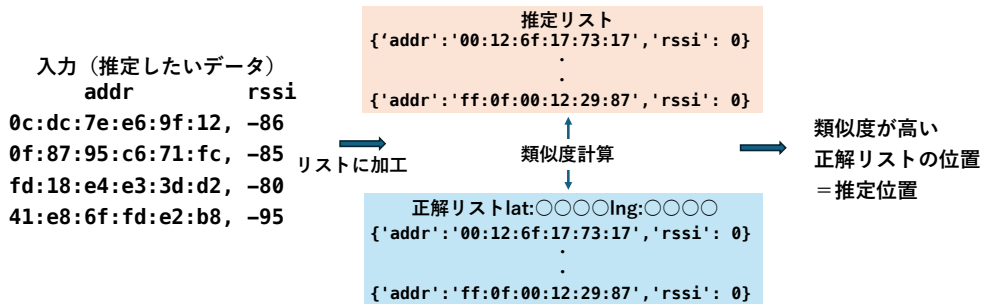 入力（推定したいデータ）
addr rssi
0c:dc:7e:e6:9f:12, −86
0f:87:95:c6:71:fc, −85
fd:18:e4:e3:3d:d2, −80
41:e8:6f:fd:e2:b8, −95
リストに加工
推定リスト
{‘addr':'00:12:6f:17:73:17','rssi': 0}
・
・
{'addr':'ff:0f:00:12:29:87','rssi': 0}
類似度計算
正解リストlat:○○○○lng:○○○○
{'addr':'00:12:6f:17:73:17','rssi': 0}
・
・
{'addr':'ff:0f:00:12:29:87','rssi': 0}
類似度が高い
正解リストの位置
＝推定位置